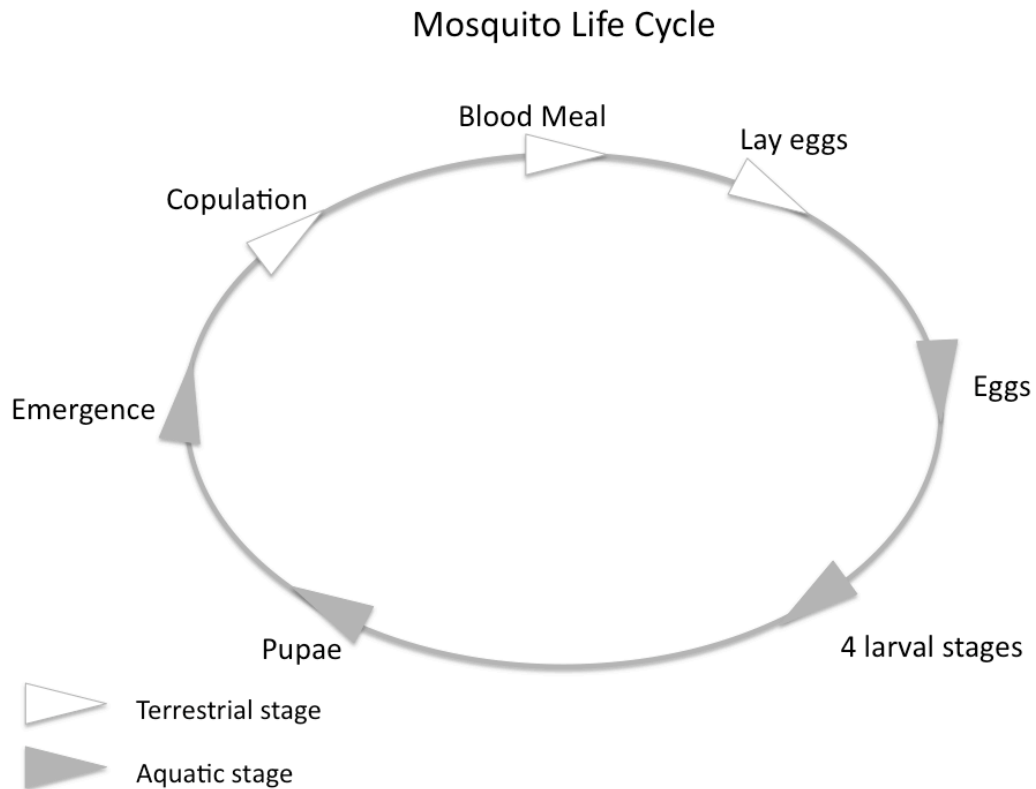 Mosquito Life Cycle
Blood Meal
Lay eggs
Copulation
Eggs
Emergence
4 larval stages
Pupae
Terrestrial stage
Aquatic stage